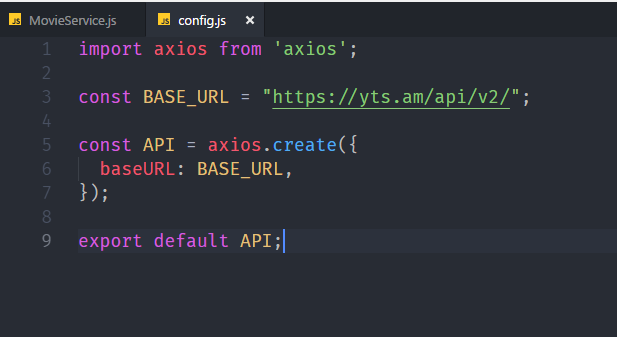 JS MovieService.js JS config.js ×
1 import axios from 'axios';
2
3 const BASE_URL = "https://yts.am/api/v2/";
4
5 const API = axios.create({
6   baseURL: BASE_URL,
7 });
8
9 export default API;